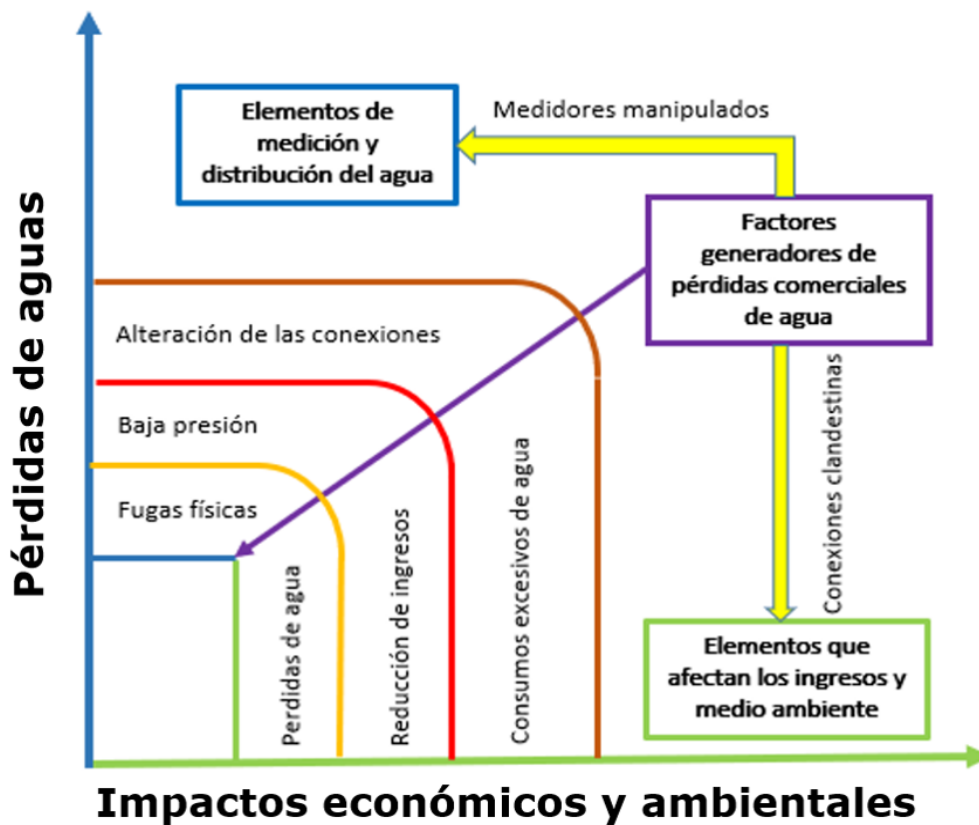 Pérdidas de aguas
Elementos de
medición y
distribución del agua
Medidores manipulados
Factores
generadores de
pérdidas comerciales
de agua
Alteración de las conexiones
Baja presión
Fugas físicas
Perdidas de agua
Reducción de ingresos
Consumos excesivos de agua
Conexiones clandestinas
Elementos que
afectan los ingresos y
medio ambiente
Impactos económicos y ambientales